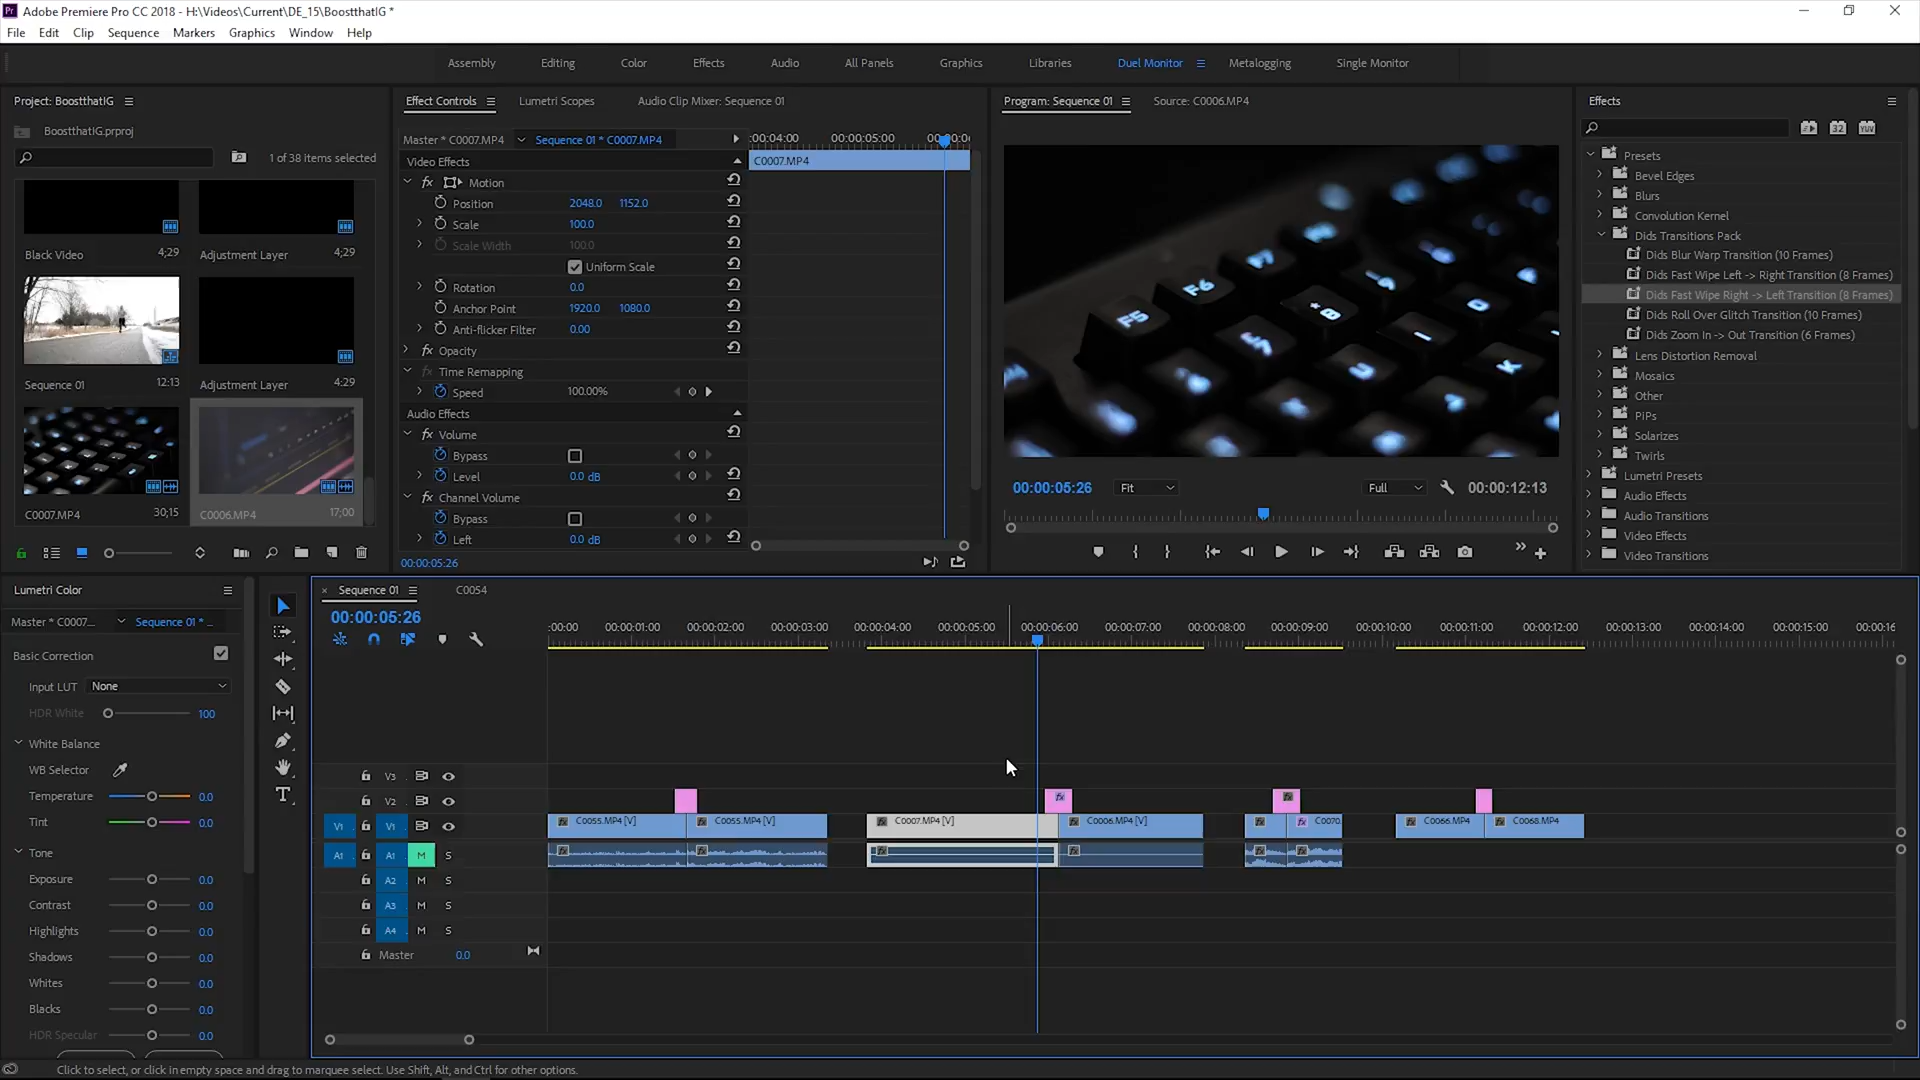 Adobe Premiere Pro CC 2018 - H:\Videos\Current\DE_15\BoostthatIG *
File Edit Clip Sequence Markers Graphics Window Help
Assembly Editing Color Effects Audio All Panels Graphics Libraries Duel Monitor Metalogging Single Monitor
Project: BoostthatIG
BoostthatIG.prproj
1 of 38 items selected
Black Video 4;29
Adjustment Layer 4;29
Sequence 01 12:13
Adjustment Layer 4;29
C0007.MP4 30;15
C0006.MP4 17;00
Effect Controls Lumetri Scopes Audio Clip Mixer: Sequence 01
Master * C0007.MP4 Sequence 01 * C0007.MP4
:00:04:00 00:00:05:00
C0007.MP4
Video Effects
fx Motion
Position 2048.0 1152.0
Scale 100.0
Scale Width 100.0
Uniform Scale
Rotation 0.0
Anchor Point 1920.0 1080.0
Anti-flicker Filter 0.00
fx Opacity
fx Time Remapping
Speed 100.00%
Audio Effects
fx Volume
Bypass
Level 0.0 dB
fx Channel Volume
Bypass
Left 0.0 dB
00:00:05:26
Program: Sequence 01 Source: C0006.MP4
F5 F6
00:00:05:26 Fit Full 00:00:12:13
Effects
32 YUV
Presets
Bevel Edges
Blurs
Convolution Kernel
Dids Transitions Pack
Dids Blur Warp Transition (10 Frames)
Dids Fast Wipe Left -> Right Transition (8 Frames)
Dids Fast Wipe Right -> Left Transition (8 Frames)
Dids Roll Over Glitch Transition (10 Frames)
Dids Zoom In -> Out Transition (6 Frames)
Lens Distortion Removal
Mosaics
Other
PiPs
Solarizes
Twirls
Lumetri Presets
Audio Effects
Audio Transitions
Video Effects
Video Transitions
Lumetri Color
Master * C0007... Sequence 01 * ...
Basic Correction
Input LUT None
HDR White 100
White Balance
WB Selector
Temperature 0.0
Tint 0.0
Tone
Exposure 0.0
Contrast 0.0
Highlights 0.0
Shadows 0.0
Whites 0.0
Blacks 0.0
HDR Specular 0.0
T
Sequence 01 C0054
00:00:05:26
:00:00 00:00:01:00 00:00:02:00 00:00:03:00 00:00:04:00 00:00:05:00 00:00:06:00 00:00:07:00 00:00:08:00 00:00:09:00 00:00:10:00 00:00:11:00 00:00:12:00 00:00:13:00 00:00:14:00 00:00:15:00 00:00:16
V3
V2
V1 V1 C0055.MP4 [V] C0055.MP4 [V] C0007.MP4 [V] C0006.MP4 [V] C0070. C0066.MP4 C0068.MP4
A1 A1 M S
A2 M S
A3 M S
A4 M S
Master 0.0
Click to select, or click in empty space and drag to marquee select. Use Shift, Alt, and Ctrl for other options.